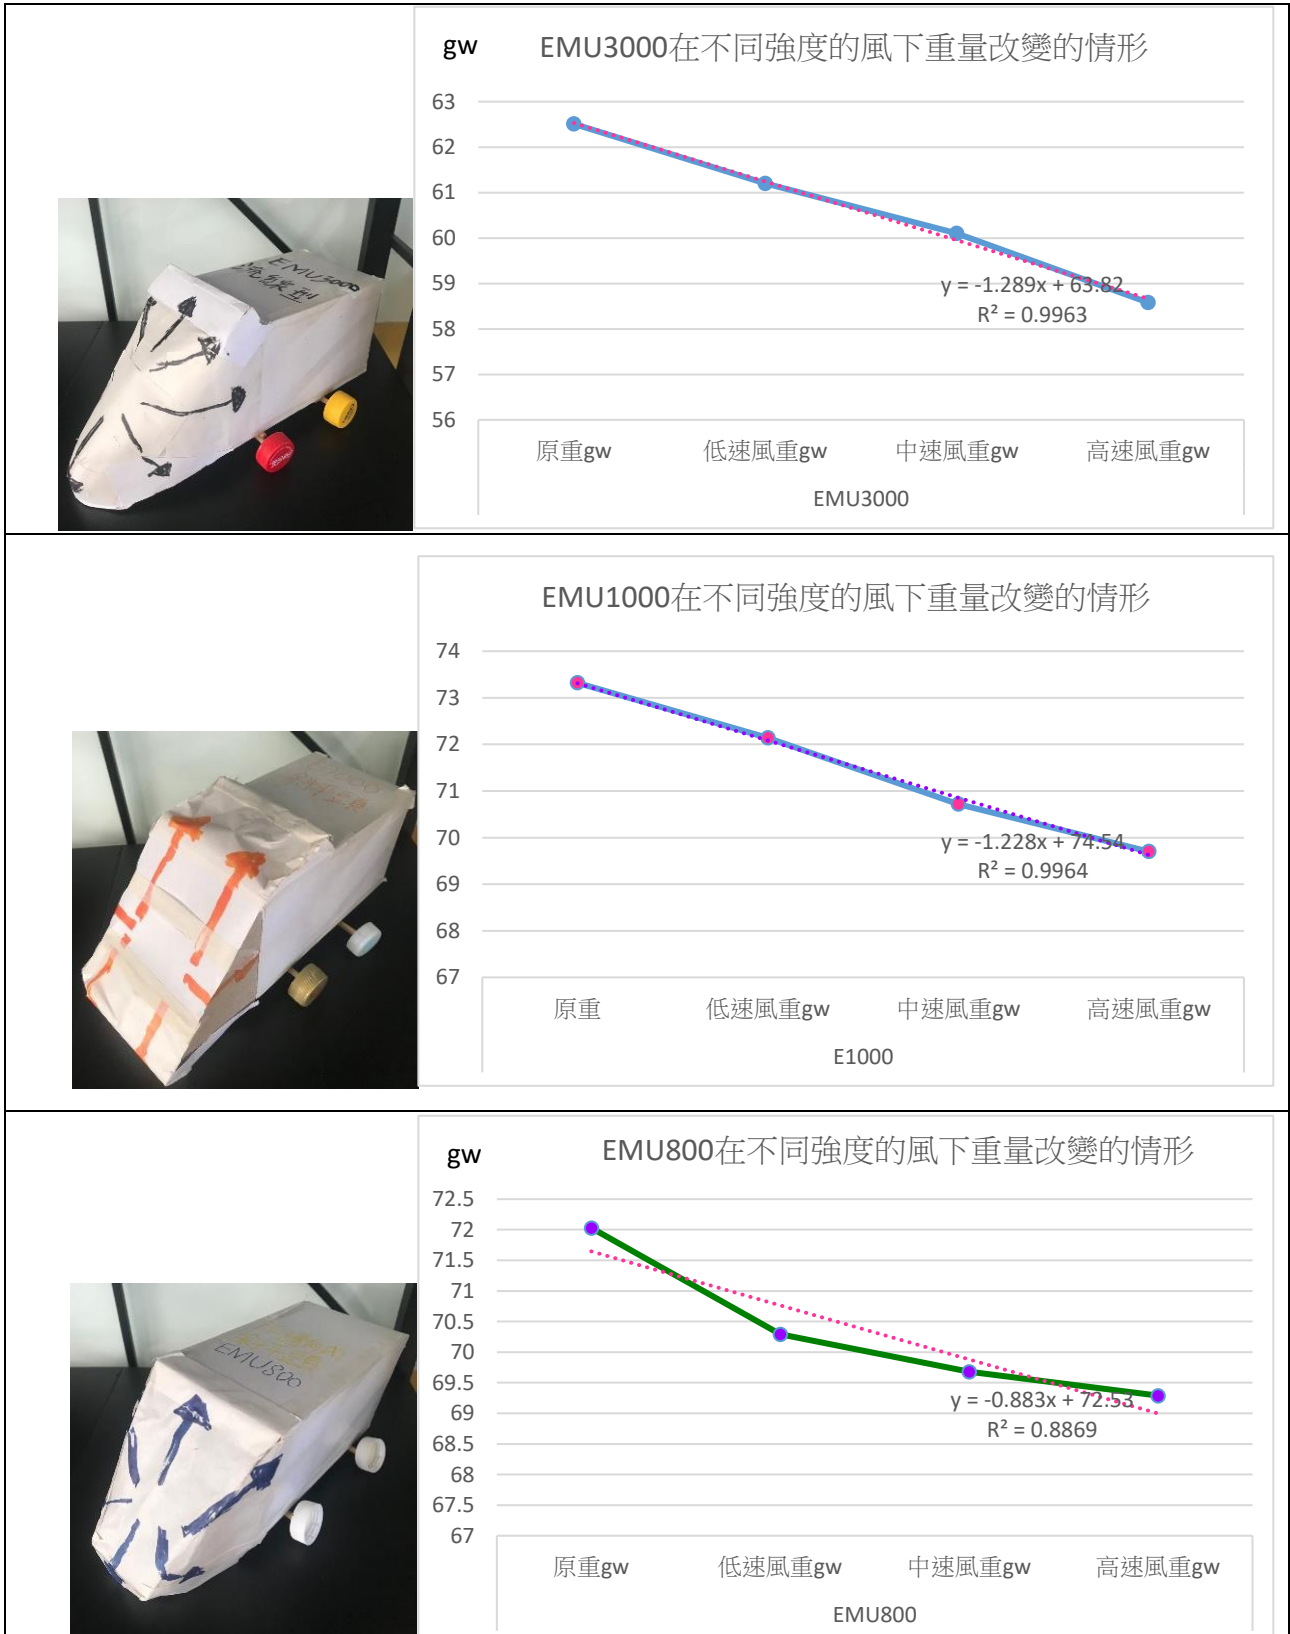 gw
EMU3000在不同強度的風下重量改變的情形
63
62
61
60
59
58
57
56
y = -1.289x + 63.82
R² = 0.9963
原重gw 低速風重gw 中速風重gw 高速風重gw
EMU3000
EMU3000
EMU1000在不同強度的風下重量改變的情形
74
73
72
71
70
69
68
67
y = -1.228x + 74.54
R² = 0.9964
原重 低速風重gw 中速風重gw 高速風重gw
E1000
gw
EMU800在不同強度的風下重量改變的情形
72.5
72
71.5
71
70.5
70
69.5
69
68.5
68
67.5
67
y = -0.883x + 72.53
R² = 0.8869
原重gw 低速風重gw 中速風重gw 高速風重gw
EMU800
EMU800